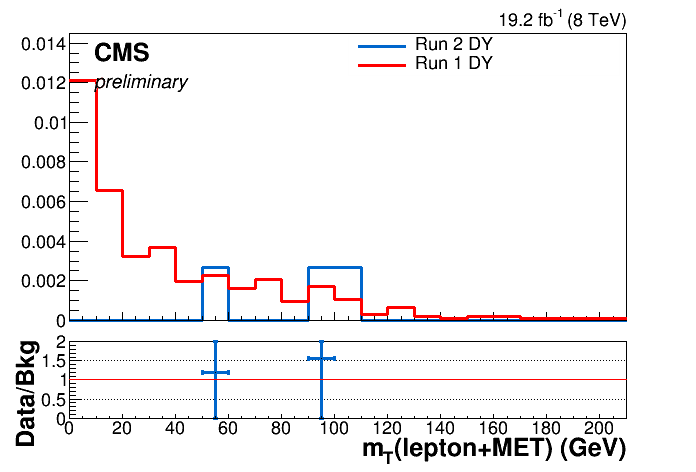 19.2 fb⁻¹ (8 TeV)
CMS
preliminary
Run 2 DY
Run 1 DY
0.014
0.012
0.01
0.008
0.006
0.004
0.002
0
Data/Bkg
2
1.5
1
0.5
0
0 20 40 60 80 100 120 140 160 180 200
m_T(lepton+MET) (GeV)